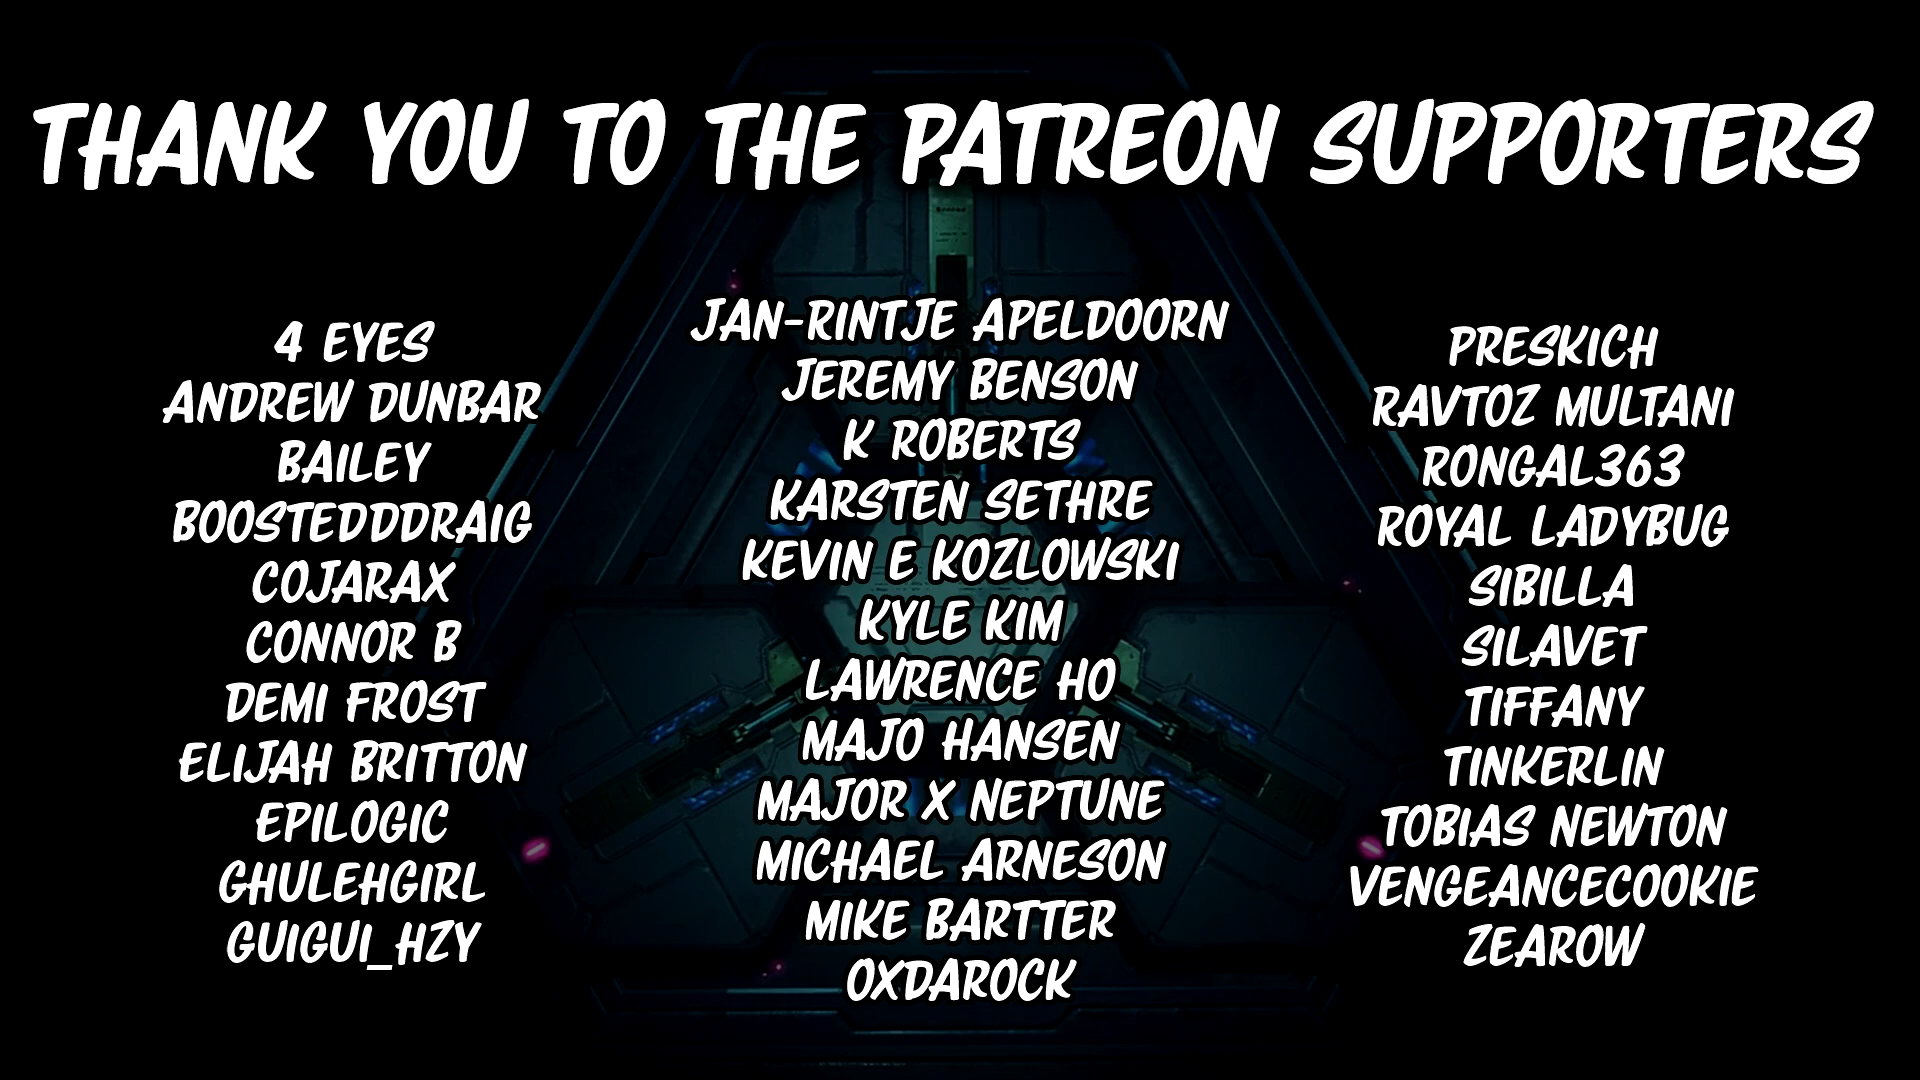 THANK YOU TO THE PATREON SUPPORTERS
4 EYES
ANDREW DUNBAR
BAILEY
BOOSTEDDDRAIG
COJARAX
CONNOR B
DEMI FROST
ELIJAH BRITTON
EPILOGIC
GHULEHGIRL
GUIGUI_HZY
JAN-RINTJE APELDOORN
JEREMY BENSON
K ROBERTS
KARSTEN SETHRE
KEVIN E KOZLOWSKI
KYLE KIM
LAWRENCE HO
MAJO HANSEN
MAJOR X NEPTUNE
MICHAEL ARNESON
MIKE BARTTER
OXDAROCK
PRESKICH
RAVTOZ MULTANI
RONGAL363
ROYAL LADYBUG
SIBILLA
SILAVET
TIFFANY
TINKERLIN
TOBIAS NEWTON
VENGEANCECOOKIE
ZEAROW